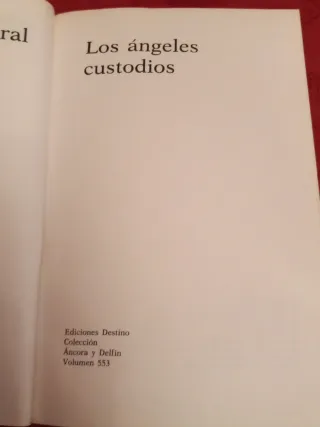 ral
Los ángeles
custodios
Ediciones Destino
Colección
Áncora y Delfín
Volumen 553